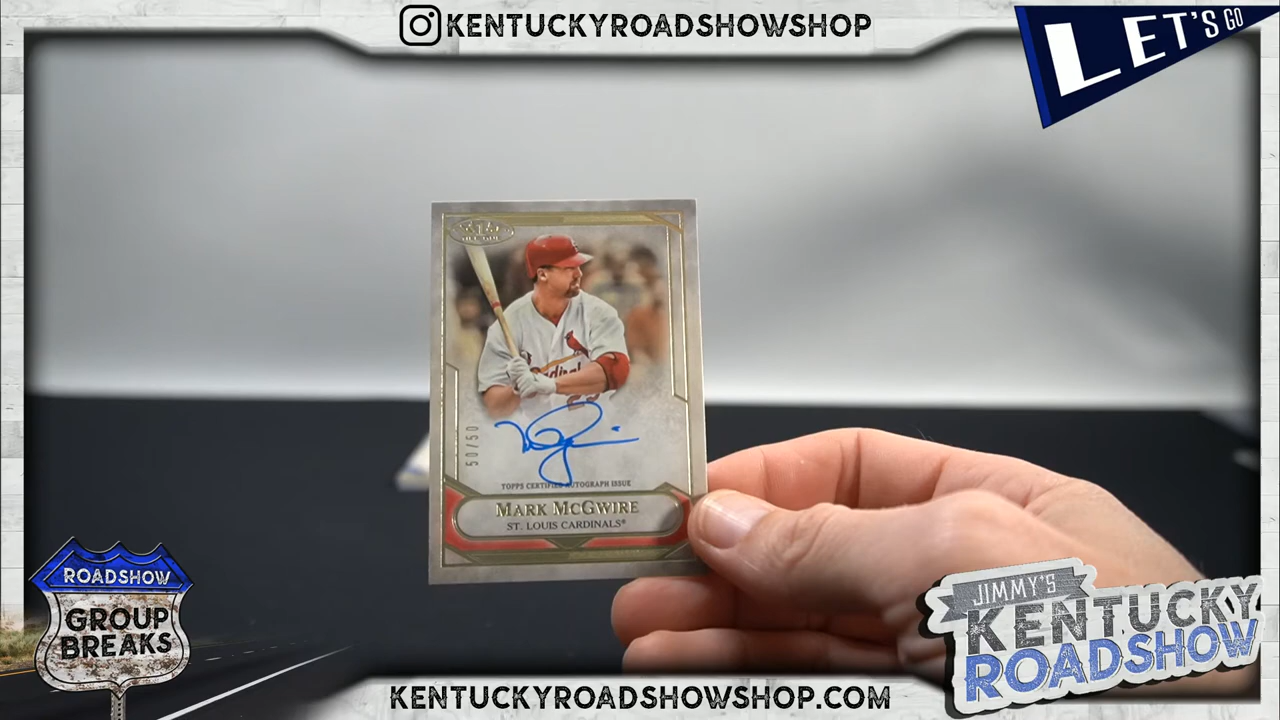 KENTUCKYROADSHOWSHOP
LET'S GO
Cardinals
50/50
TOPPS CERTIFIED AUTOGRAPH ISSUE
MARK MCGWIRE
ST. LOUIS CARDINALS®
ROADSHOW
GROUP
BREAKS
JIMMY'S
KENTUCKY
ROADSHOW
KENTUCKYROADSHOWSHOP.COM